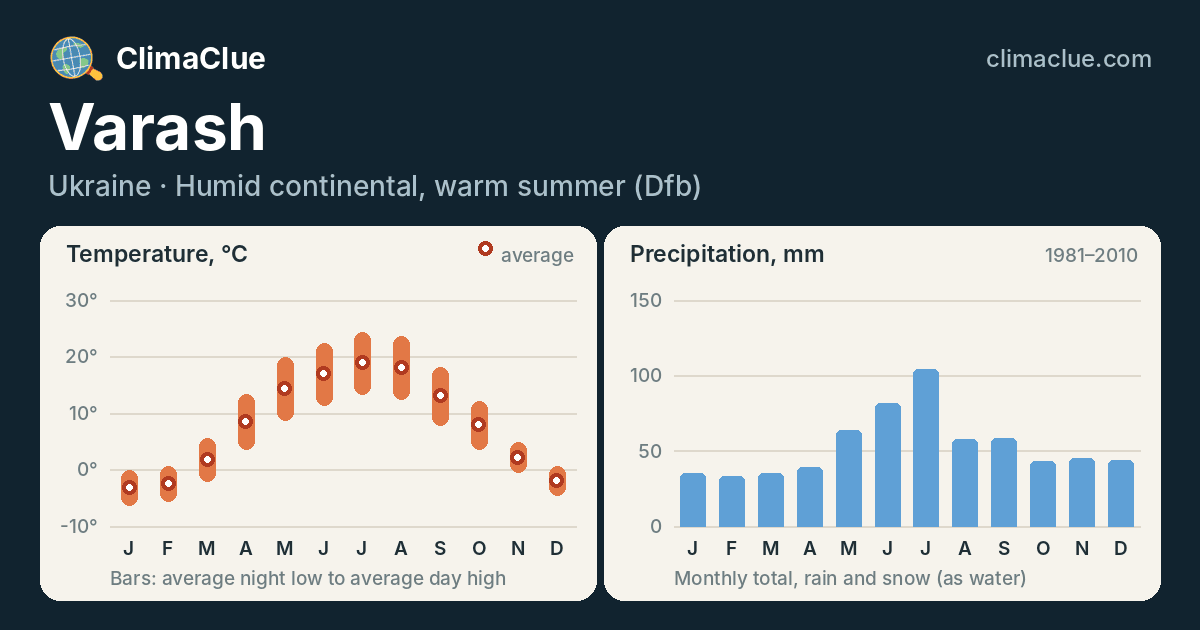 ClimaClue
climaclue.com
Varash
Ukraine · Humid continental, warm summer (Dfb)
Temperature, °C
average
30°
20°
10°
0°
-10°
J F M A M J J A S O N D
Bars: average night low to average day high
Precipitation, mm
1981–2010
150
100
50
0
J F M A M J J A S O N D
Monthly total, rain and snow (as water)